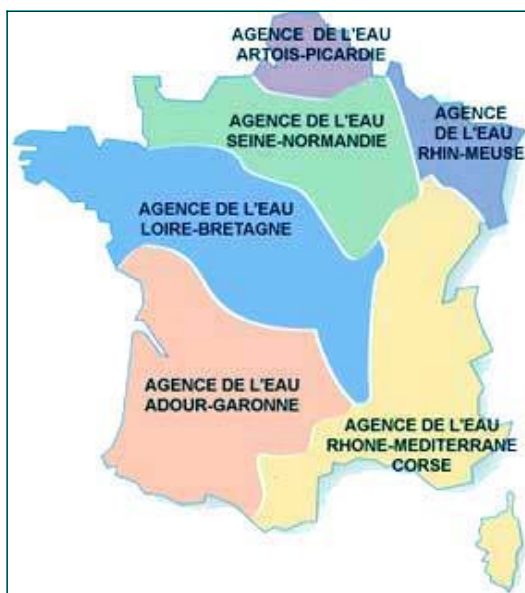 AGENCE DE L'EAU
ARTOIS-PICARDIE
AGENCE DE L'EAU
SEINE-NORMANDIE
AGENCE
DE L'EAU
RHIN-MEUSE
AGENCE DE L'EAU
LOIRE-BRETAGNE
AGENCE DE L'EAU
ADOUR-GARONNE
AGENCE DE L'EAU
RHONE-MEDITERRANE
CORSE